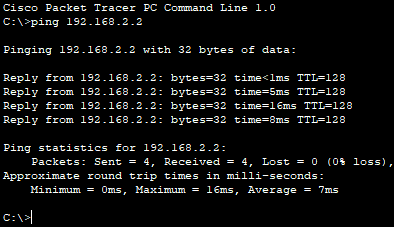 Cisco Packet Tracer PC Command Line 1.0
C:\>ping 192.168.2.2
Pinging 192.168.2.2 with 32 bytes of data:
Reply from 192.168.2.2: bytes=32 time<1ms TTL=128
Reply from 192.168.2.2: bytes=32 time=5ms TTL=128
Reply from 192.168.2.2: bytes=32 time=16ms TTL=128
Reply from 192.168.2.2: bytes=32 time=8ms TTL=128
Ping statistics for 192.168.2.2:
Packets: Sent = 4, Received = 4, Lost = 0 (0% loss),
Approximate round trip times in milli-seconds:
Minimum = 0ms, Maximum = 16ms, Average = 7ms
C:\>